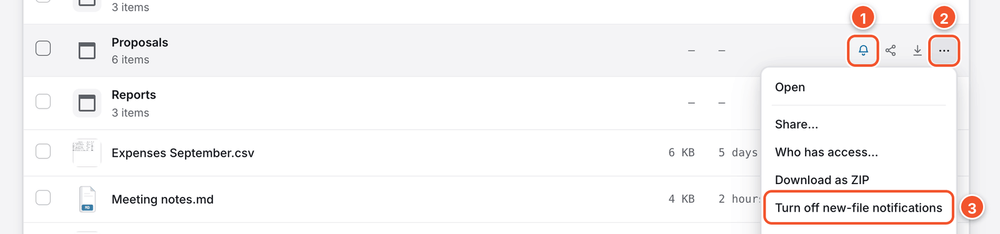 3 items
1
2
Proposals
6 items
– –
Open
Reports
3 items
– –
Share...
Who has access...
Expenses September.csv 6 KB 5 days
Download as ZIP
MD
Meeting notes.md 4 KB 2 hour
Turn off new-file notifications
3